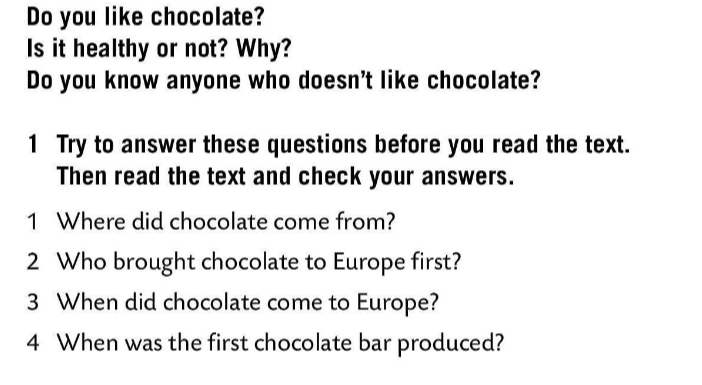 Do you like chocolate?
Is it healthy or not? Why?
Do you know anyone who doesn't like chocolate?
1 Try to answer these questions before you read the text.
Then read the text and check your answers.
1 Where did chocolate come from?
2 Who brought chocolate to Europe first?
3 When did chocolate come to Europe?
4 When was the first chocolate bar produced?